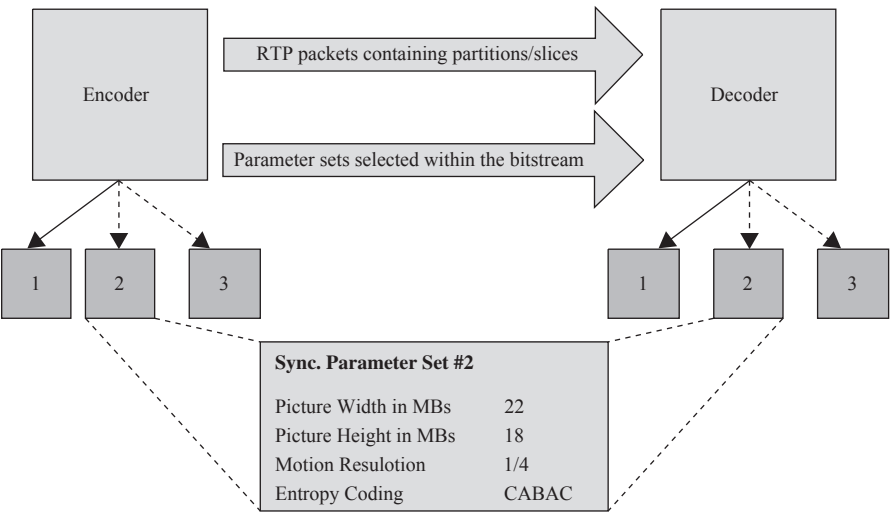 Encoder
RTP packets containing partitions/slices
Decoder
Parameter sets selected within the bitstream
1
2
3
1
2
3
Sync. Parameter Set #2
Picture Width in MBs 22
Picture Height in MBs 18
Motion Resulotion 1/4
Entropy Coding CABAC